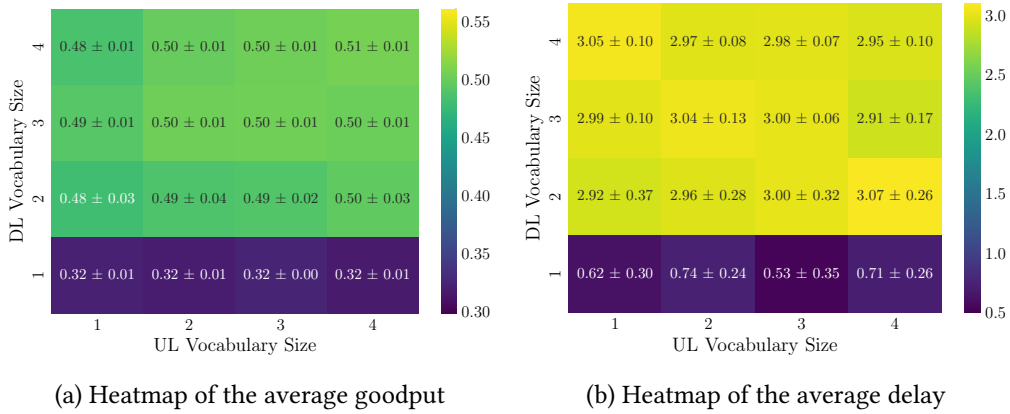 DL Vocabulary Size
4
0.48 ± 0.01 0.50 ± 0.01 0.50 ± 0.01 0.51 ± 0.01
3
0.49 ± 0.01 0.50 ± 0.01 0.50 ± 0.01 0.50 ± 0.01
2
0.48 ± 0.03 0.49 ± 0.04 0.49 ± 0.02 0.50 ± 0.03
1
0.32 ± 0.01 0.32 ± 0.01 0.32 ± 0.00 0.32 ± 0.01
1 2 3 4
UL Vocabulary Size
0.55
0.50
0.45
0.40
0.35
0.30
(a) Heatmap of the average goodput
DL Vocabulary Size
4
3.05 ± 0.10 2.97 ± 0.08 2.98 ± 0.07 2.95 ± 0.10
3
2.99 ± 0.10 3.04 ± 0.13 3.00 ± 0.06 2.91 ± 0.17
2
2.92 ± 0.37 2.96 ± 0.28 3.00 ± 0.32 3.07 ± 0.26
1
0.62 ± 0.30 0.74 ± 0.24 0.53 ± 0.35 0.71 ± 0.26
1 2 3 4
UL Vocabulary Size
3.0
2.5
2.0
1.5
1.0
0.5
(b) Heatmap of the average delay